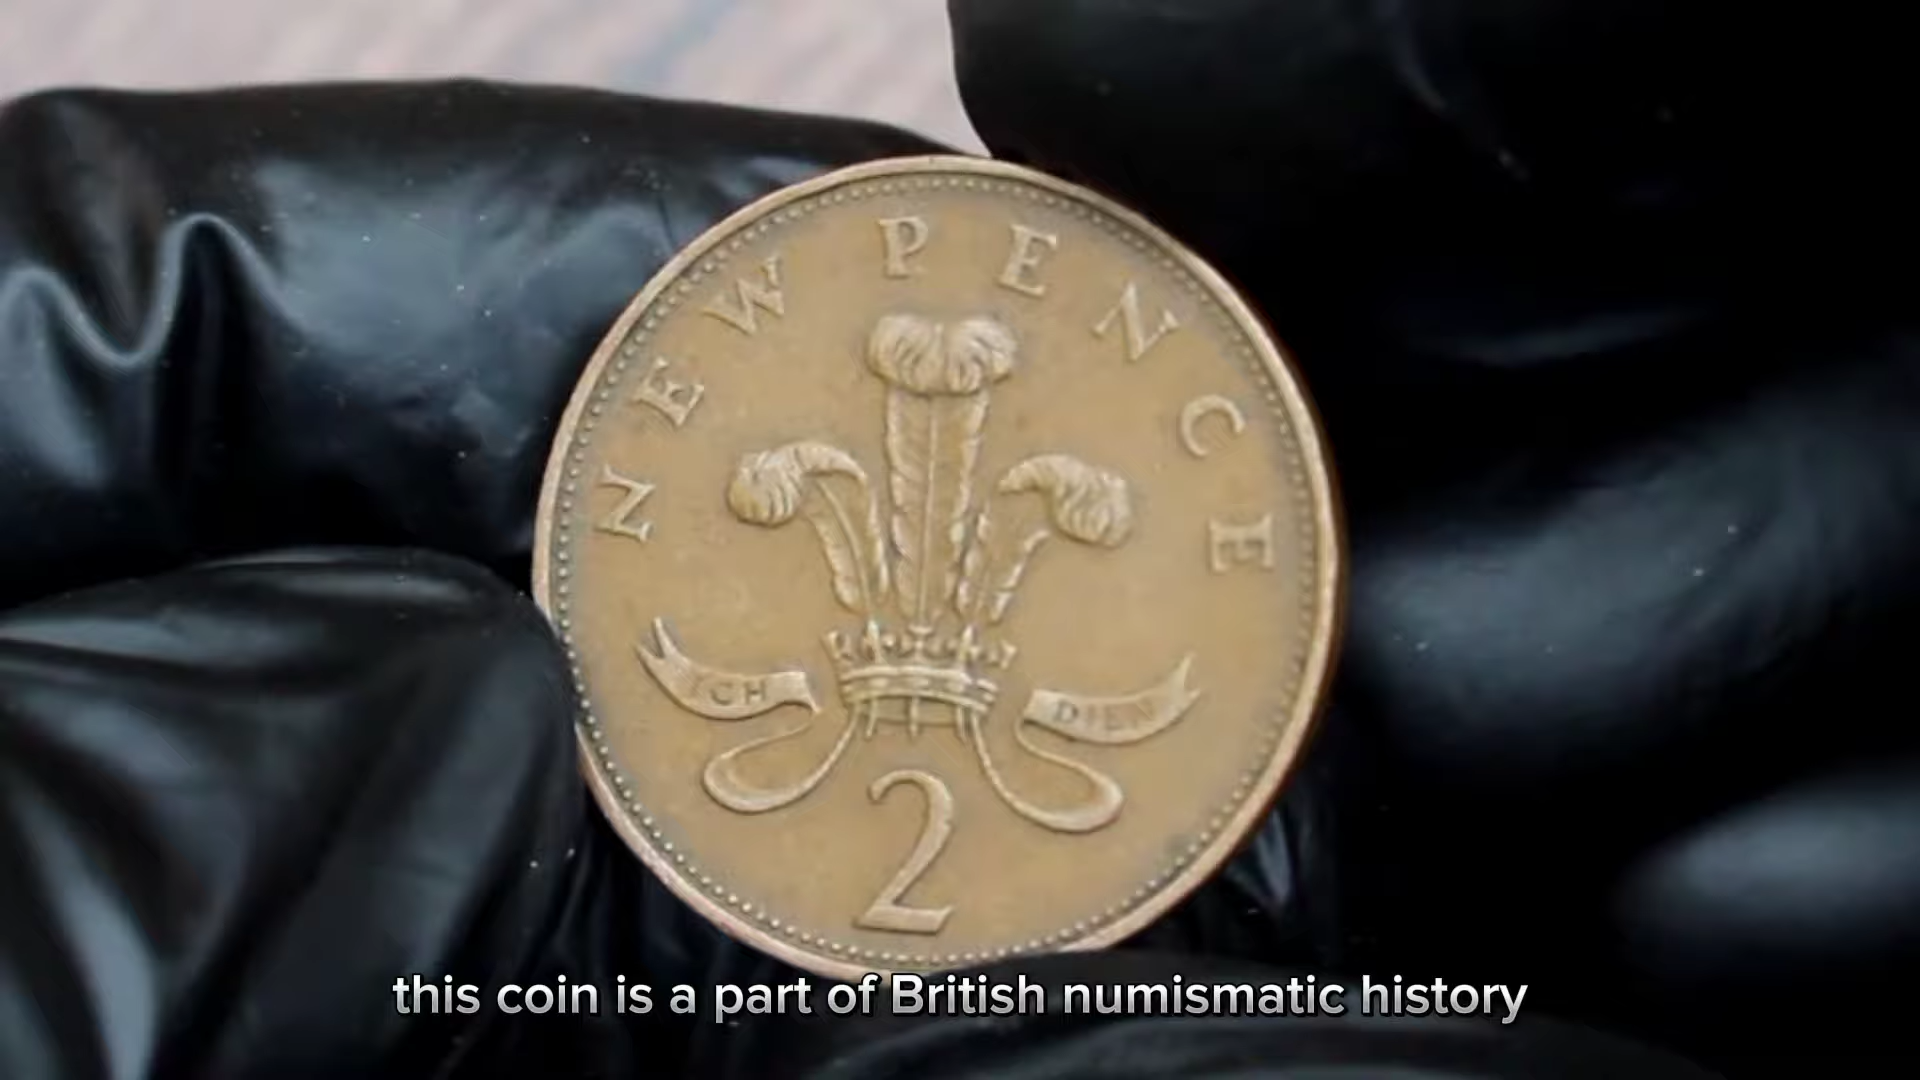 NEW PENCE
ICH DIEN
2
this coin is a part of British numismatic history